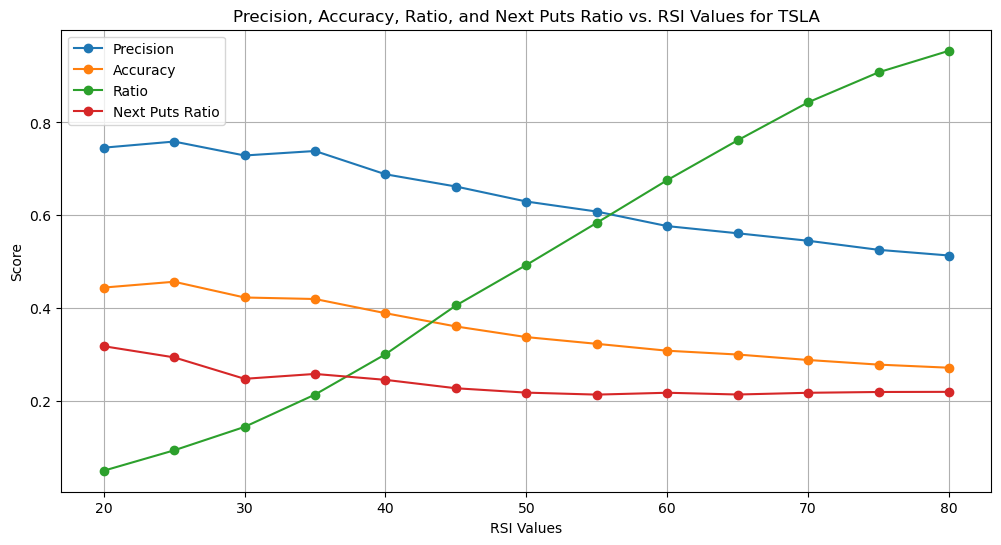 Precision, Accuracy, Ratio, and Next Puts Ratio vs. RSI Values for TSLA
Precision
Accuracy
Ratio
Next Puts Ratio
Score
0.8
0.6
0.4
0.2
20 30 40 50 60 70 80
RSI Values